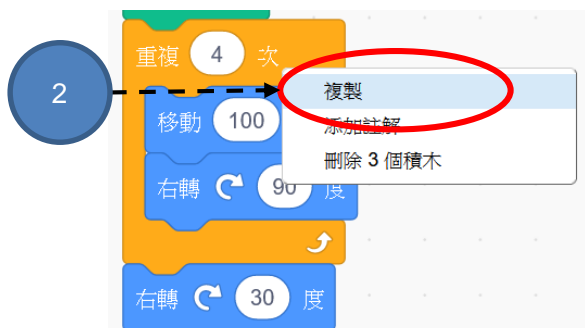 重複 4 次
2
複製
移動 100
添加註解
刪除 3 個積木
右轉 90 度
右轉 30 度